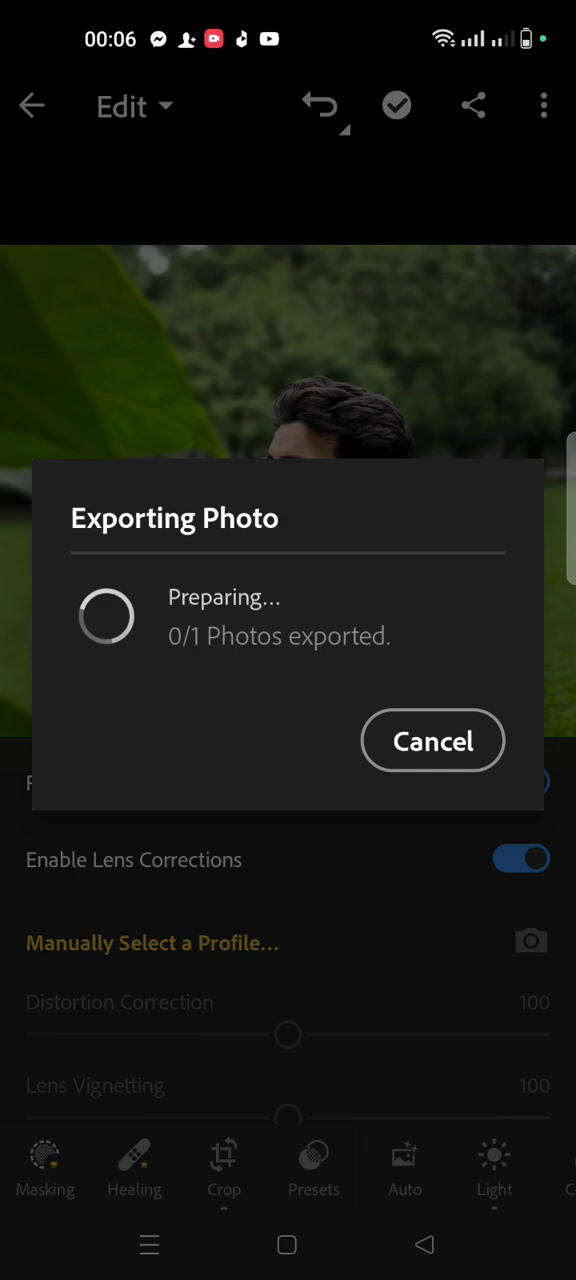 00:06
Edit
Exporting Photo
Preparing...
0/1 Photos exported.
Cancel
Enable Lens Corrections
Manually Select a Profile...
Distortion Correction 100
Lens Vignetting 100
Masking Healing Crop Presets Auto Light